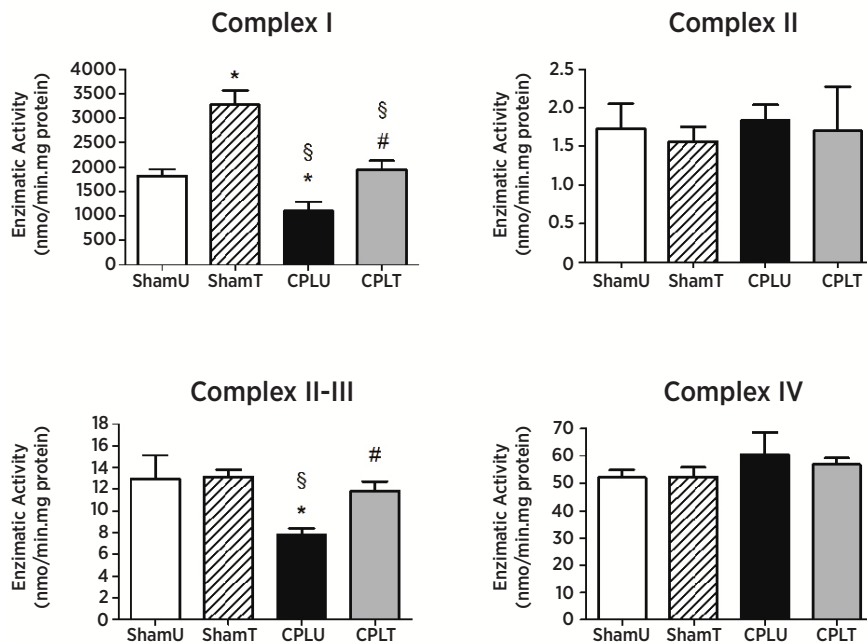 Complex I
Enzimatic Activity
(nmo/min.mg protein)
4000
3500
3000
2500
2000
1500
1000
500
0
*
§
*
§
#
ShamU ShamT CPLU CPLT
Complex II
Enzimatic Activity
(nmo/min.mg protein)
2.5
2.0
1.5
1.0
0.5
0
ShamU ShamT CPLU CPLT
Complex II-III
Enzimatic Activity
(nmo/min.mg protein)
18
16
14
12
10
8
6
4
2
0
§
*
#
ShamU ShamT CPLU CPLT
Complex IV
Enzimatic Activity
(nmo/min.mg protein)
70
60
50
40
30
20
10
0
ShamU ShamT CPLU CPLT